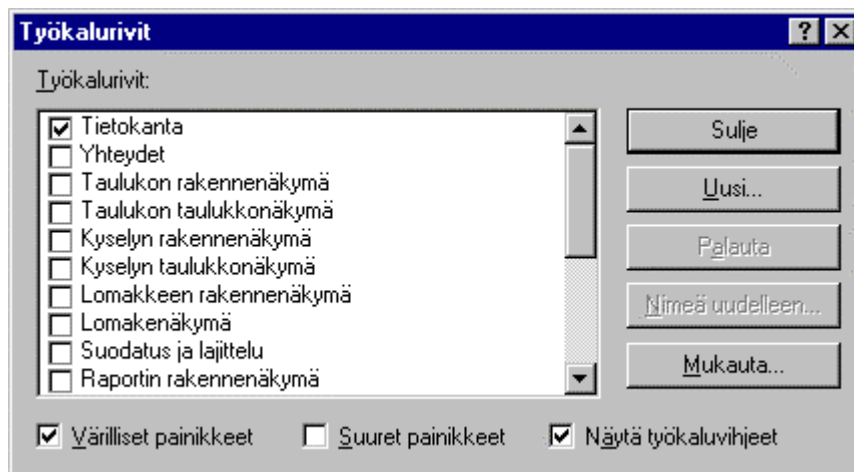 Työkalurivit
Työkalurivit:
Tietokanta
Yhteydet
Taulukon rakennenäkymä
Taulukon taulukkonäkymä
Kyselyn rakennenäkymä
Kyselyn taulukkonäkymä
Lomakkeen rakennenäkymä
Lomakenäkymä
Suodatus ja lajittelu
Raportin rakennenäkymä
Sulje
Uusi...
Palauta
Nimeä uudelleen...
Mukauta...
Värilliset painikkeet
Suuret painikkeet
Näytä työkaluvihjeet